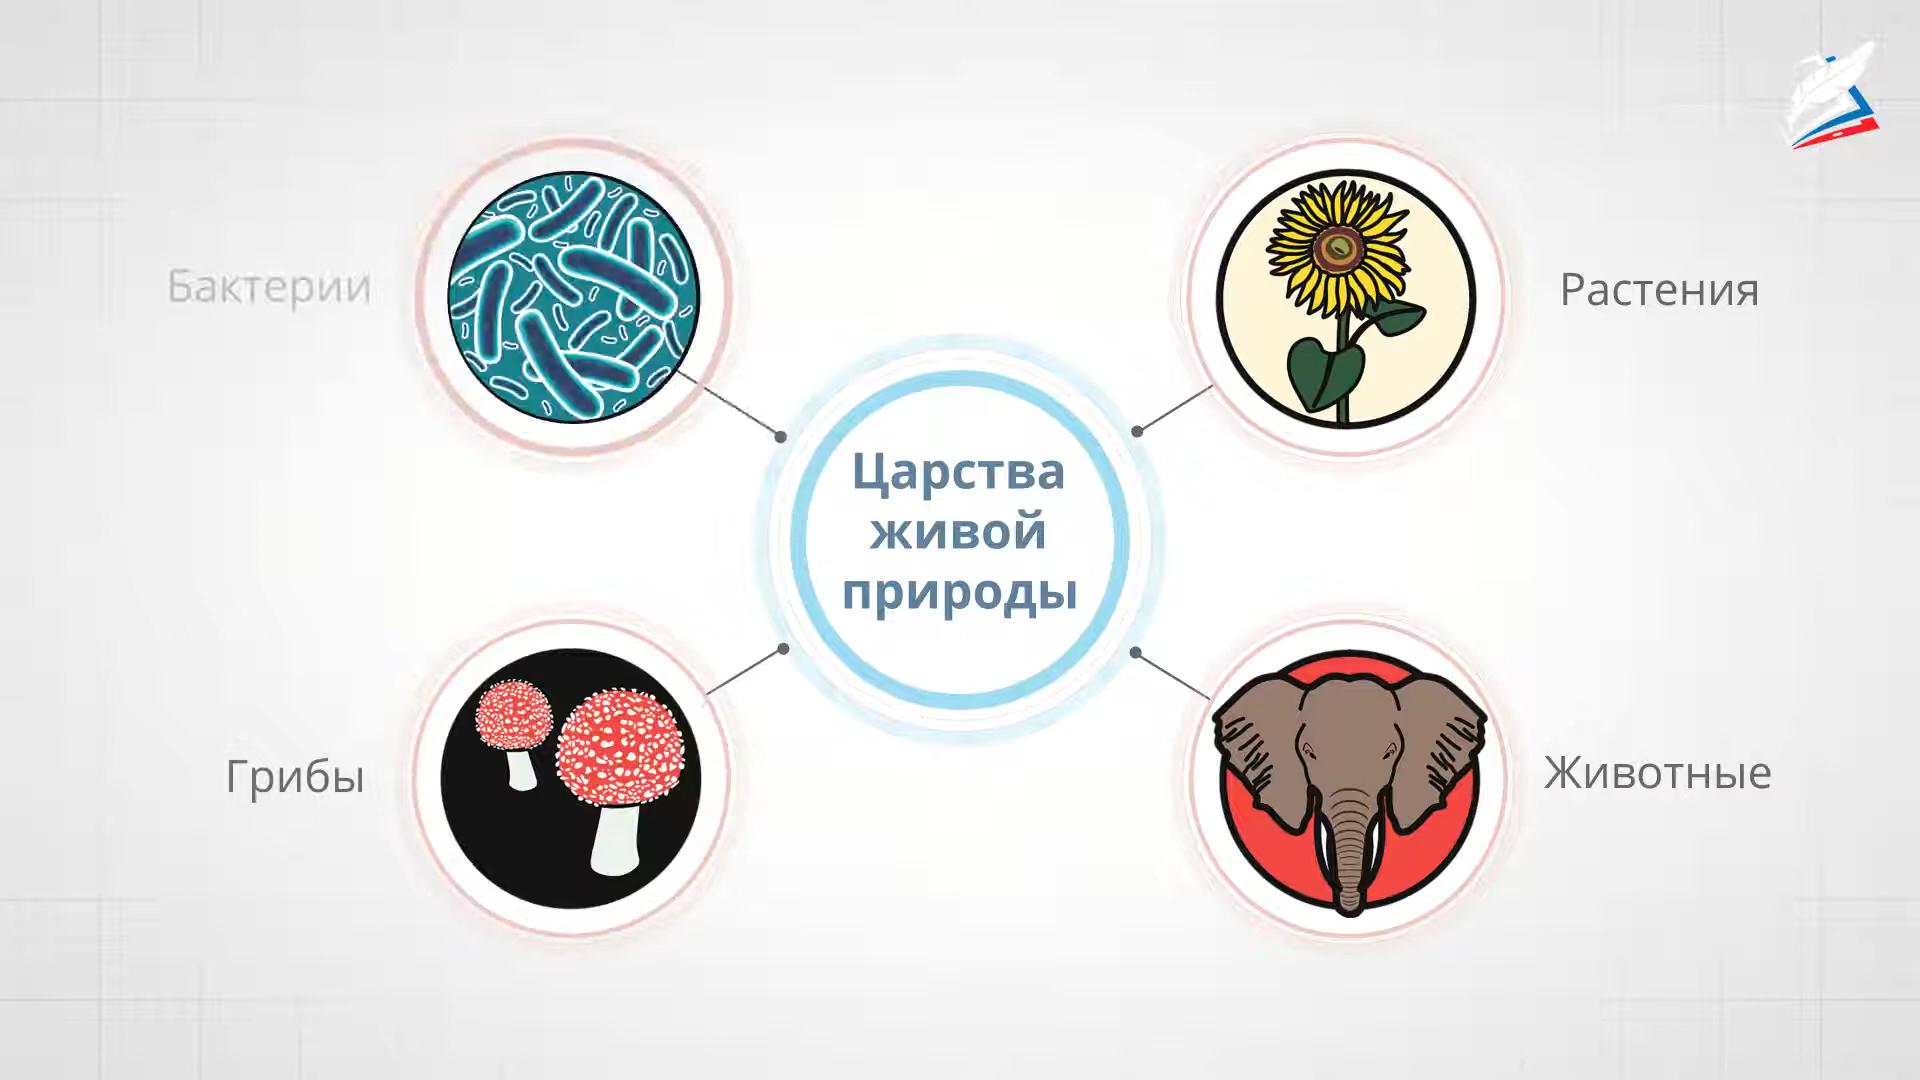 Бактерии
Растения
Царства
живой
природы
Грибы
Животные